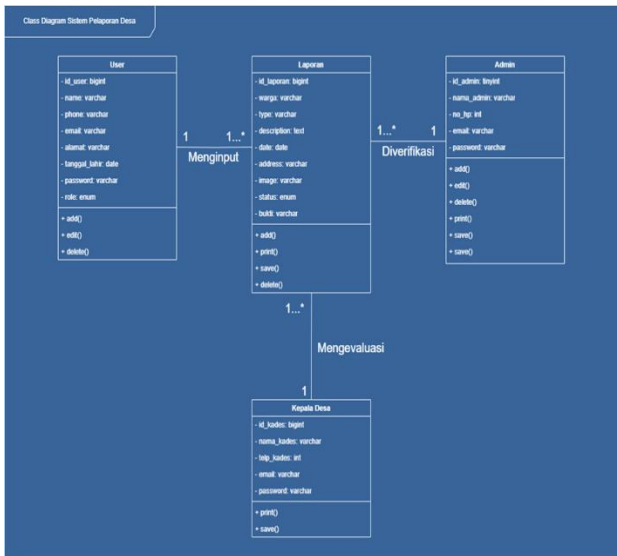 Class Diagram Sistem Pelaporan Desa
User
- id_user: bigint
- name: varchar
- phone: varchar
- email: varchar
- alamat: varchar
- tanggal_lahir: date
- password: varchar
- role: enum
+ add()
+ edit()
+ delete()
1 1...*
Menginput
Laporan
- id_laporan: bigint
- warga: varchar
- type: varchar
- description: text
- date: date
- address: varchar
- image: varchar
- status: enum
- bukti: varchar
+ add()
+ print()
+ save()
+ delete()
1...* 1
Diverifikasi
Admin
- id_admin: tinyint
- nama_admin: varchar
- no_hp: int
- email: varchar
- password: varchar
+ add()
+ edit()
+ delete()
+ print()
+ save()
+ save()
1...*
Mengevaluasi
1
Kepala Desa
- id_kades: bigint
- nama_kades: varchar
- telp_kades: int
- email: varchar
- password: varchar
+ print()
+ save()